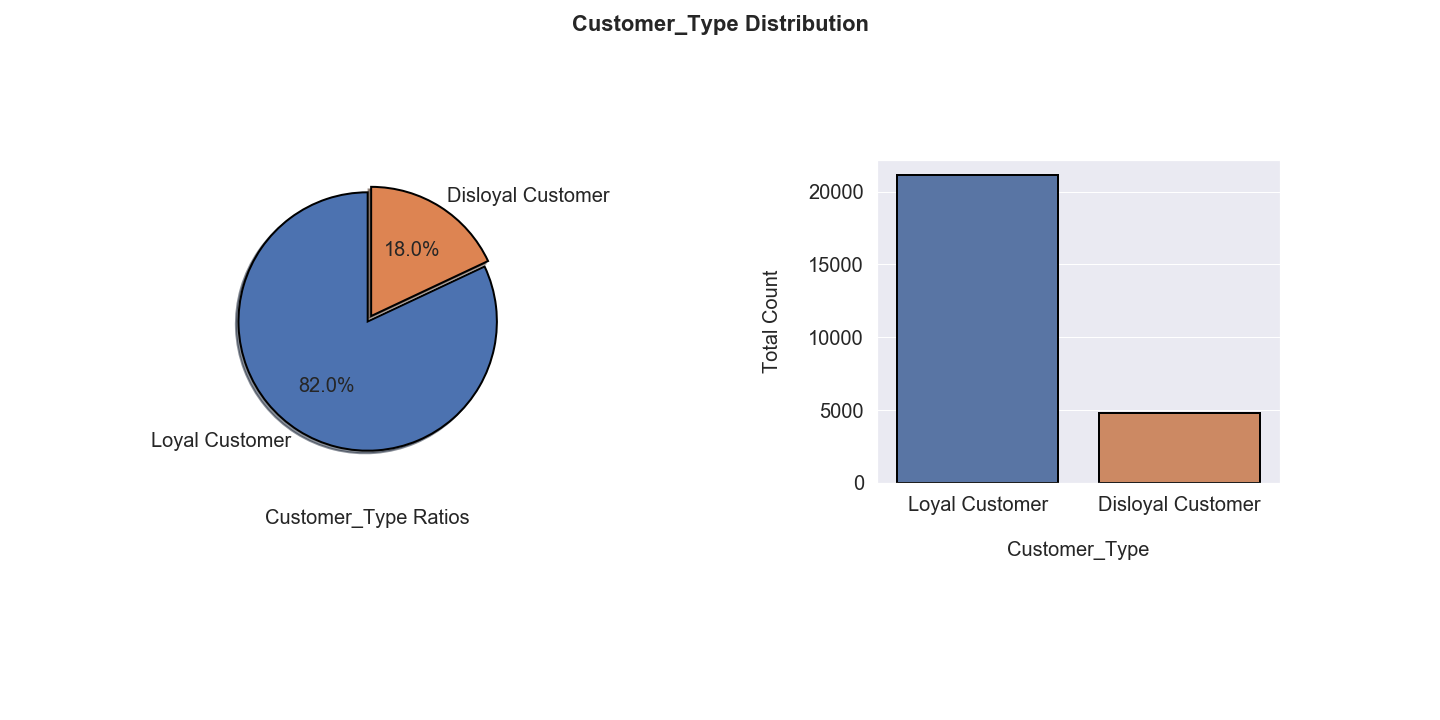 Customer_Type Distribution
Disloyal Customer
18.0%
82.0%
Loyal Customer
Customer_Type Ratios
Total Count
20000
15000
10000
5000
0
Loyal Customer
Disloyal Customer
Customer_Type